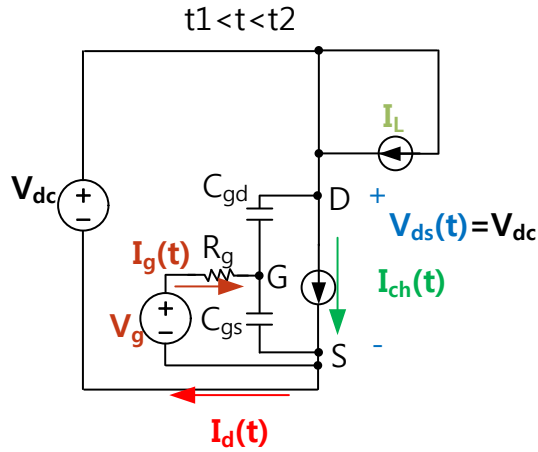 t1<t<t2
I_L
V_dc
+
−
C_gd
D
+
V_ds(t)=V_dc
I_g(t)
R_g
G
I_ch(t)
V_g
+
−
C_gs
S
-
I_d(t)